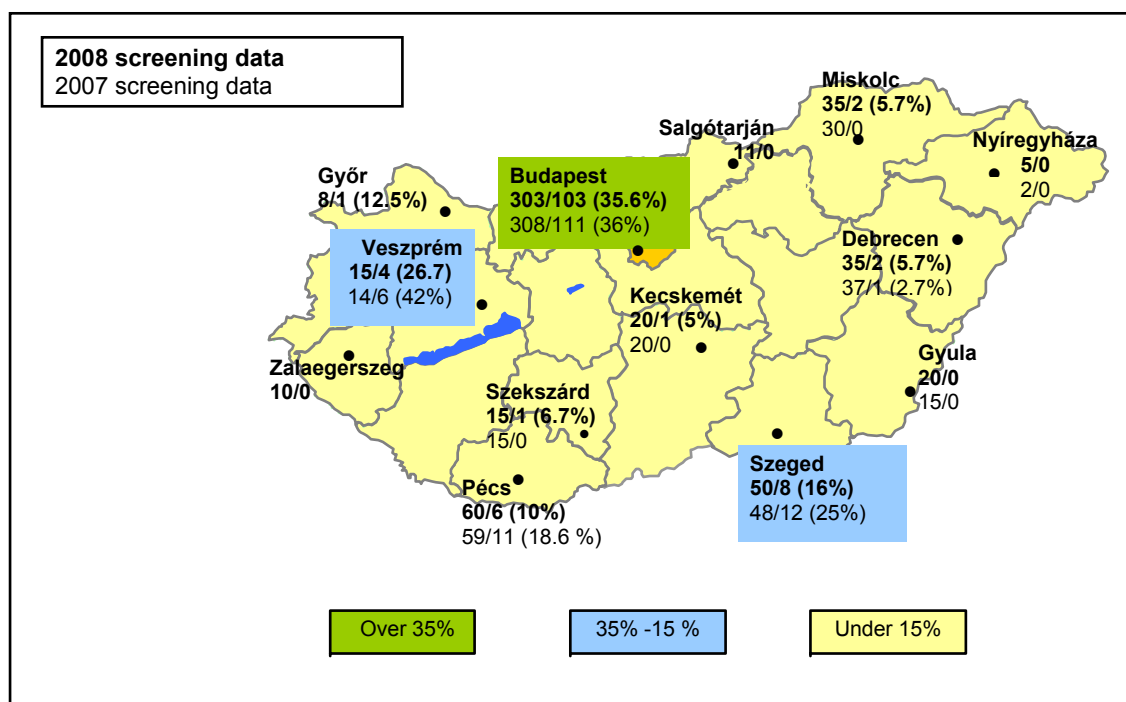 2008 screening data
2007 screening data
Miskolc
35/2 (5.7%)
30/0
Salgótarján
11/0
Nyíregyháza
5/0
2/0
Győr
8/1 (12.5%)
Budapest
303/103 (35.6%)
308/111 (36%)
Veszprém
15/4 (26.7)
14/6 (42%)
Debrecen
35/2 (5.7%)
37/1 (2.7%)
Kecskemét
20/1 (5%)
20/0
Zalaegerszeg
10/0
Gyula
20/0
15/0
Szekszárd
15/1 (6.7%)
15/0
Szeged
50/8 (16%)
48/12 (25%)
Pécs
60/6 (10%)
59/11 (18.6 %)
Over 35%
35% -15 %
Under 15%